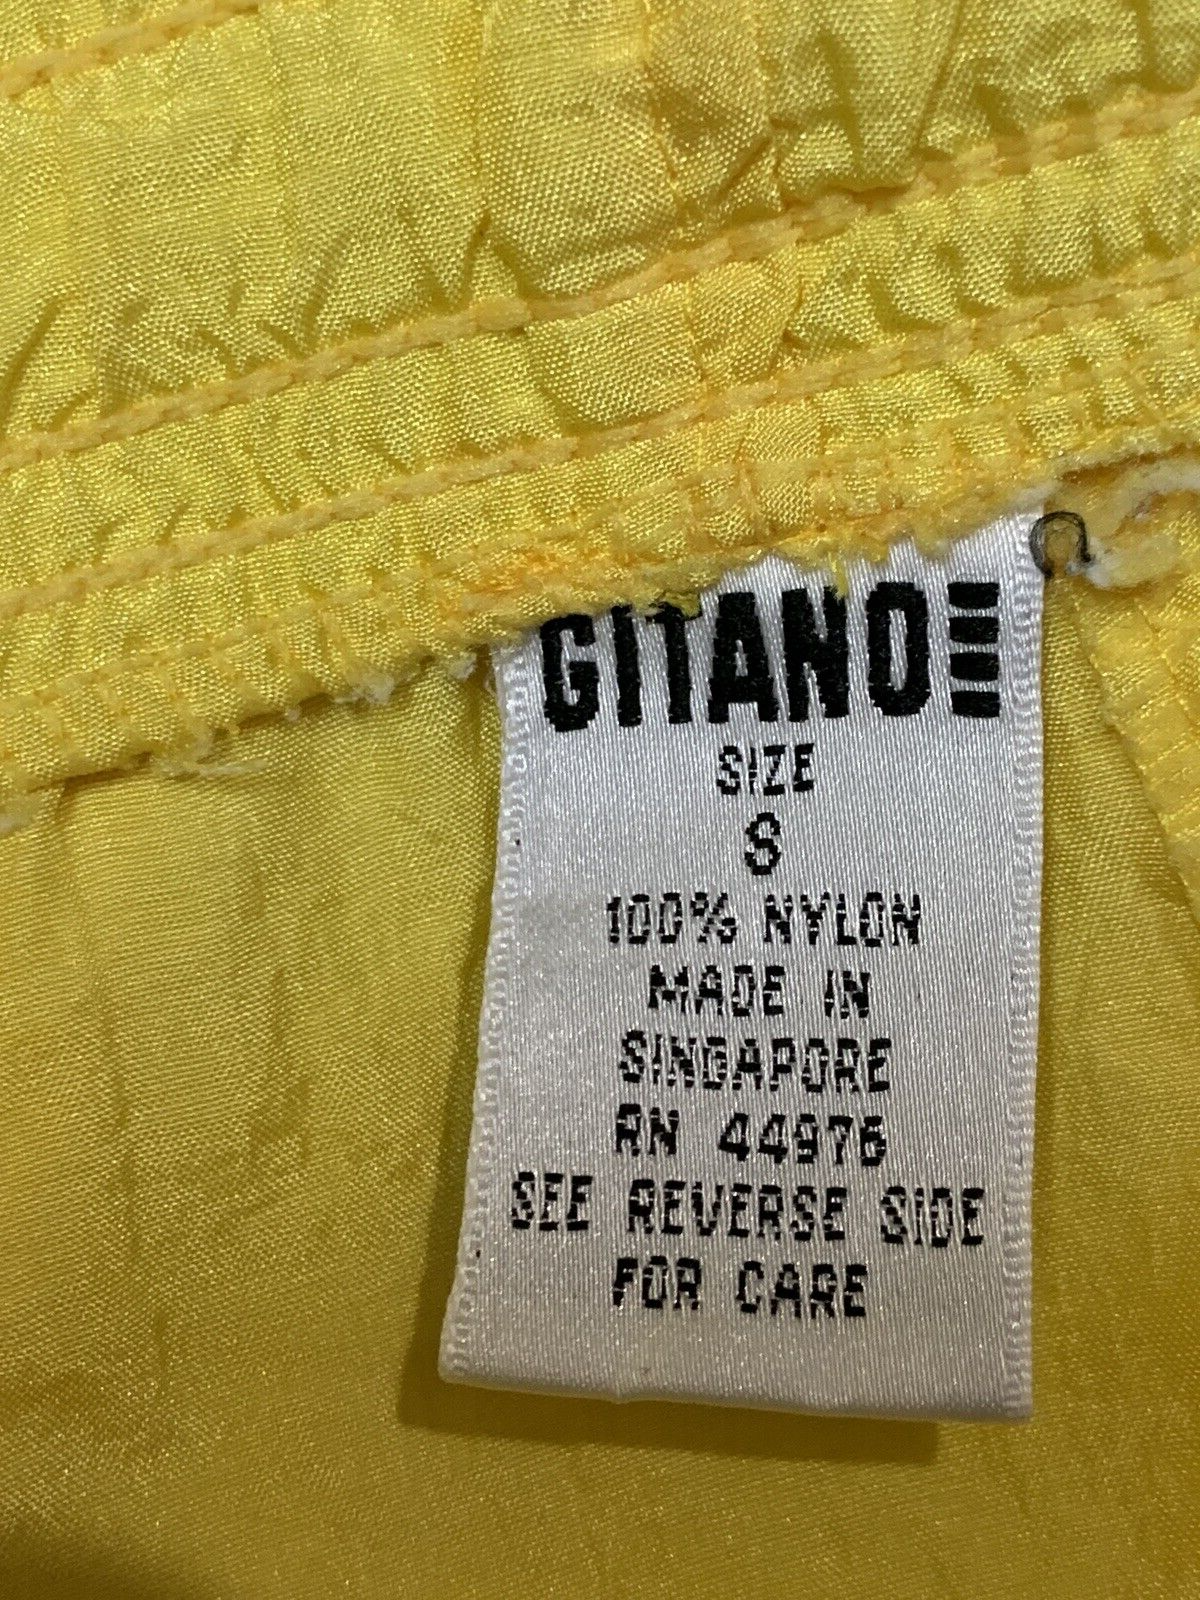 GITANO
SIZE
S
100% NYLON
MADE IN
SINGAPORE
RN 44976
SEE REVERSE SIDE
FOR CARE